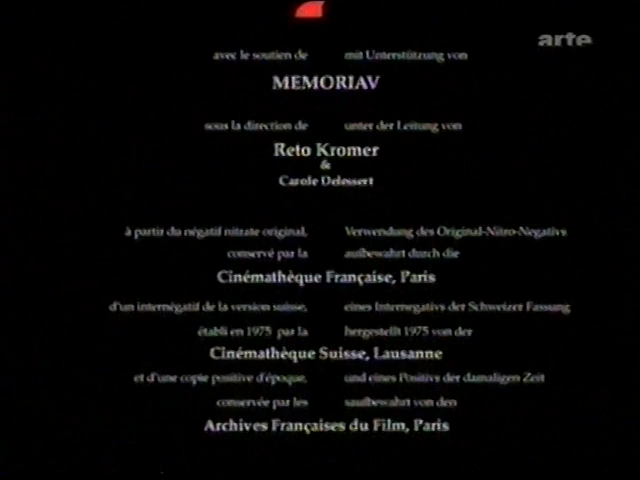 arte
avec le soutien de mit Unterstützung von
MEMORIAV
sous la direction de unter der Leitung von
Reto Kromer
&
Carole Delessert
à partir du négatif nitrate original, Verwendung des Original-Nitro-Negativs
conservé par la aufbewahrt durch die
Cinémathèque Française, Paris
d'un internégatif de la version suisse, eines Internegativs der Schweizer Fassung
établi en 1975 par la hergestellt 1975 von der
Cinémathèque Suisse, Lausanne
et d'une copie positive d'époque, und eines Positivs der damaligen Zeit
conservée par les saufbewahrt von den
Archives Françaises du Film, Paris